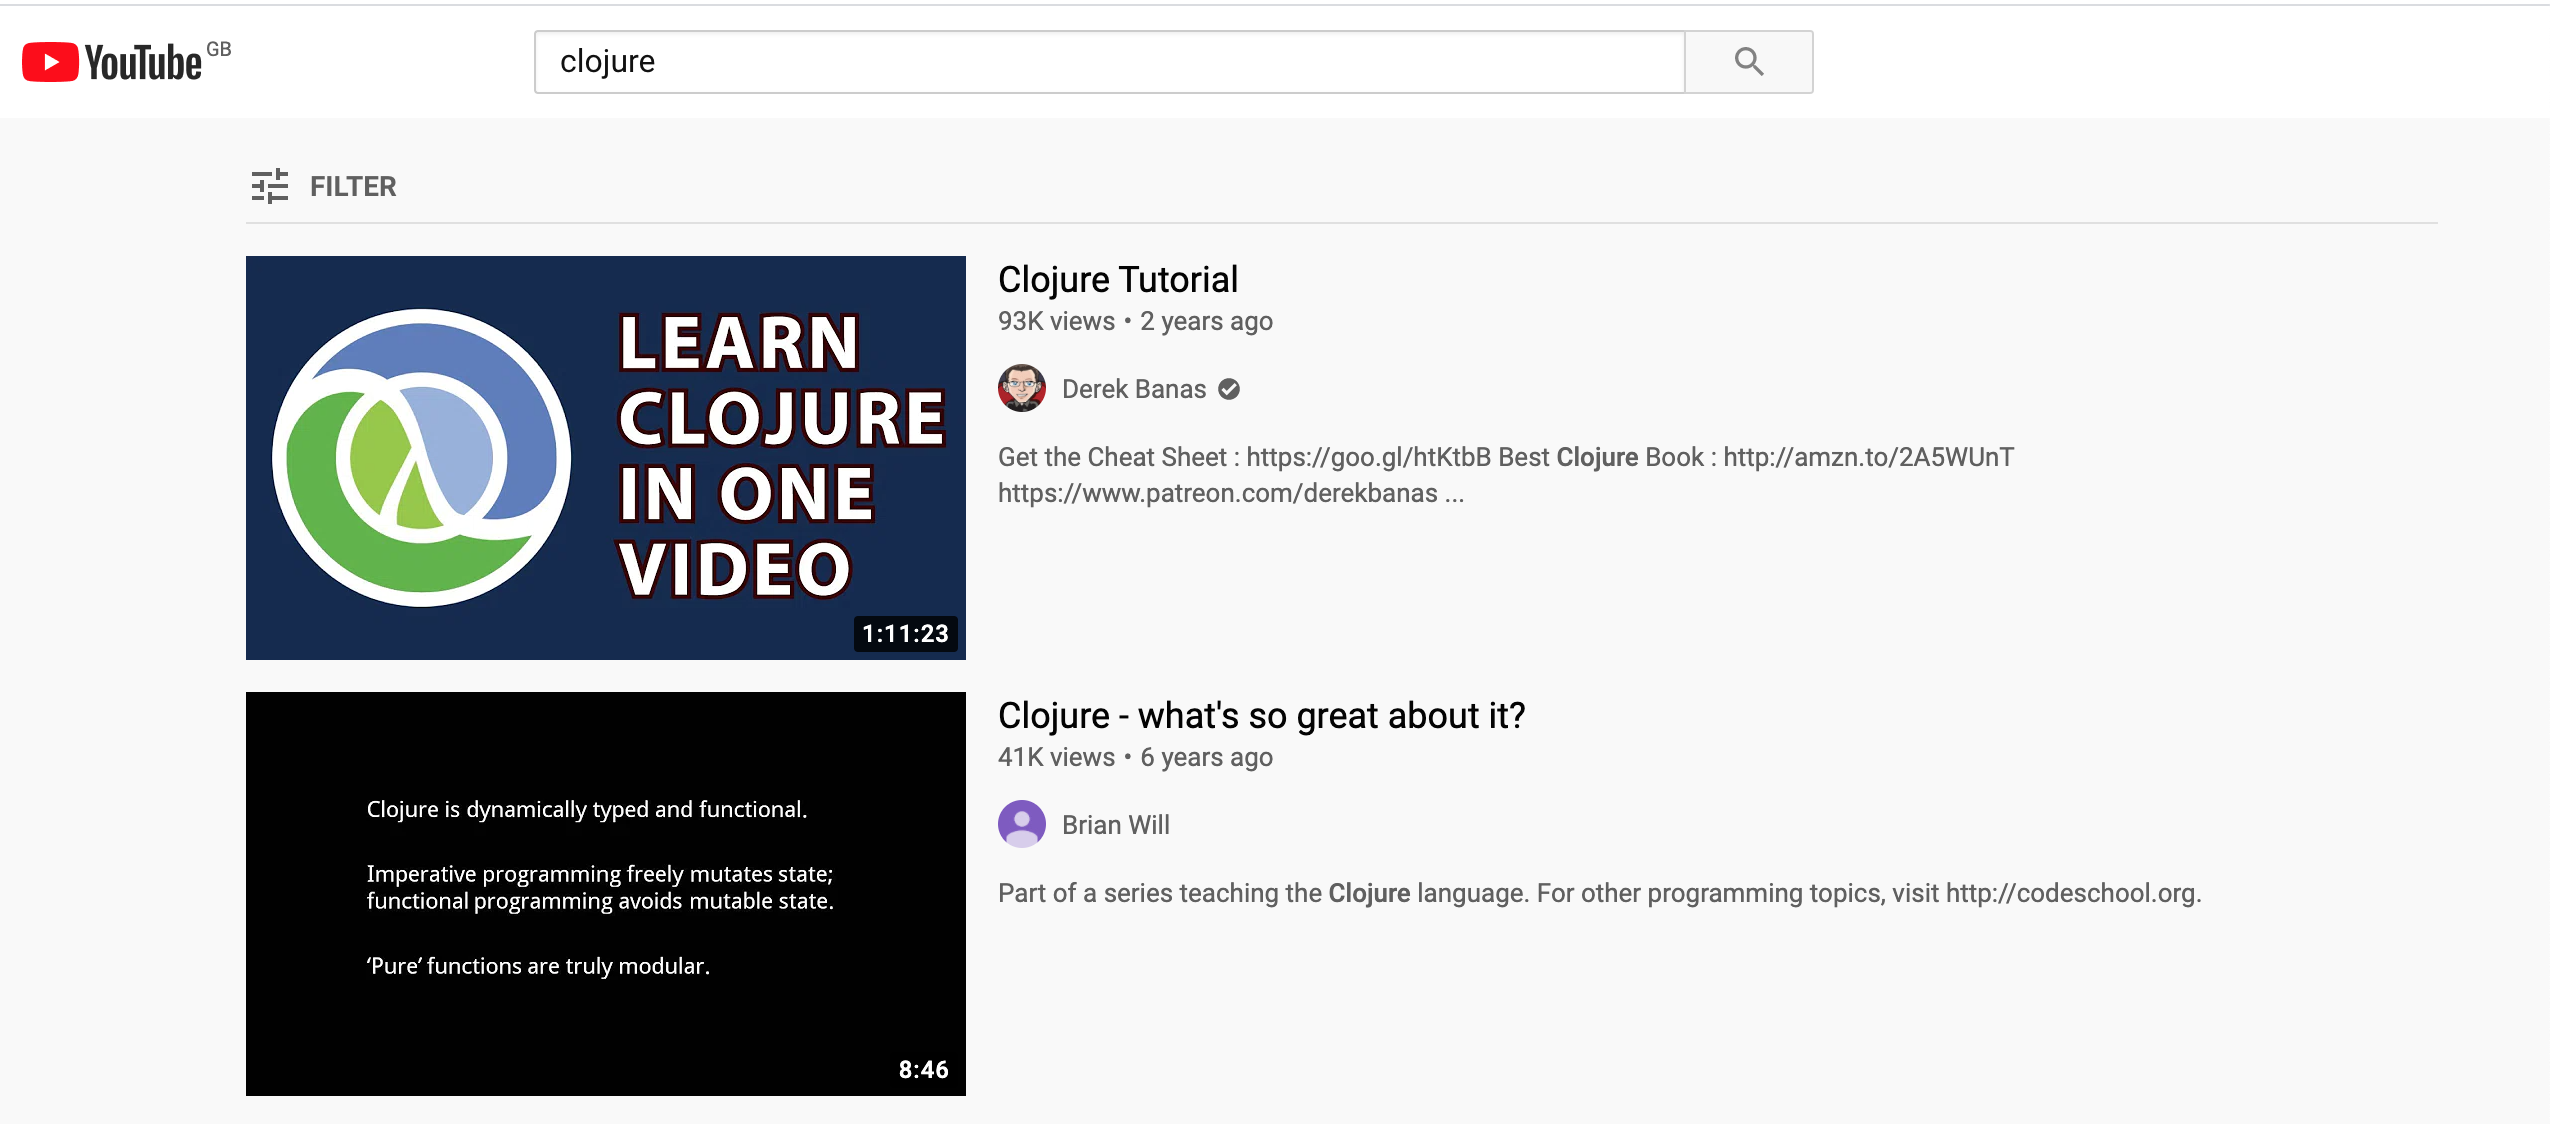 YouTube GB
clojure
FILTER
LEARN
CLOJURE
IN ONE
VIDEO
1:11:23
Clojure Tutorial
93K views • 2 years ago
Derek Banas
Get the Cheat Sheet : https://goo.gl/htKtbB Best Clojure Book : http://amzn.to/2A5WUnT
https://www.patreon.com/derekbanas ...
Clojure is dynamically typed and functional.
Imperative programming freely mutates state;
functional programming avoids mutable state.
‘Pure’ functions are truly modular.
8:46
Clojure - what's so great about it?
41K views • 6 years ago
Brian Will
Part of a series teaching the Clojure language. For other programming topics, visit http://codeschool.org.